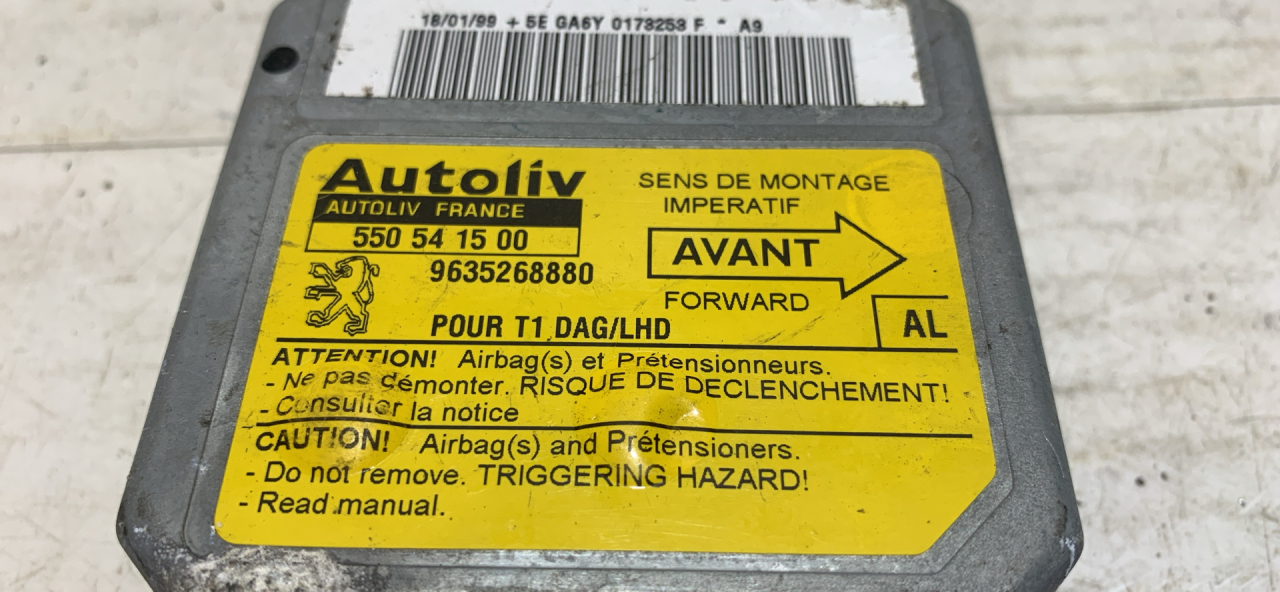 18/01/99 + 5E GA6Y 0173253 F * A9
Autoliv
AUTOLIV FRANCE
550 54 15 00
9635268880
POUR T1 DAG/LHD
SENS DE MONTAGE
IMPERATIF
AVANT
FORWARD
AL
ATTENTION! Airbag(s) et Prétensionneurs.
- Ne pas démonter. RISQUE DE DECLENCHEMENT!
- Consulter la notice
CAUTION! Airbag(s) and Prétensioners.
- Do not remove. TRIGGERING HAZARD!
- Read manual.